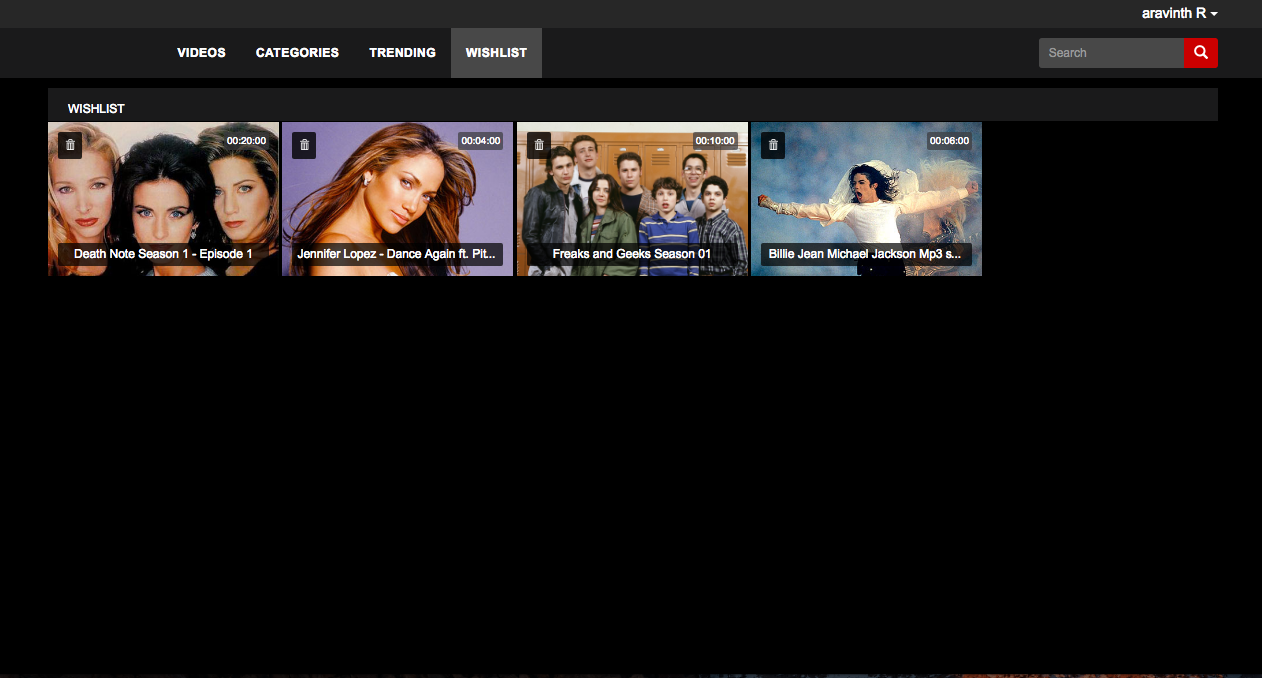 aravinth R
VIDEOS CATEGORIES TRENDING WISHLIST Search
WISHLIST
00:20:00 00:04:00 00:10:00 00:06:00
Death Note Season 1 - Episode 1 Jennifer Lopez - Dance Again ft. Pit... Freaks and Geeks Season 01 Billie Jean Michael Jackson Mp3 s...